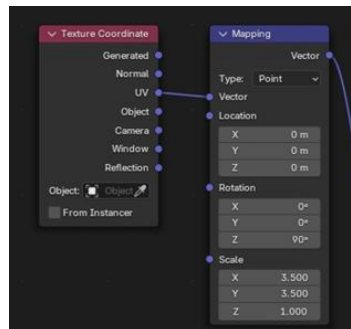 Texture Coordinate
Generated
Normal
UV
Object
Camera
Window
Reflection
Object: Object
From Instancer
Mapping
Vector
Type: Point
Vector
Location
X 0 m
Y 0 m
Z 0 m
Rotation
X 0°
Y 0°
Z 90°
Scale
X 3.500
Y 3.500
Z 1.000